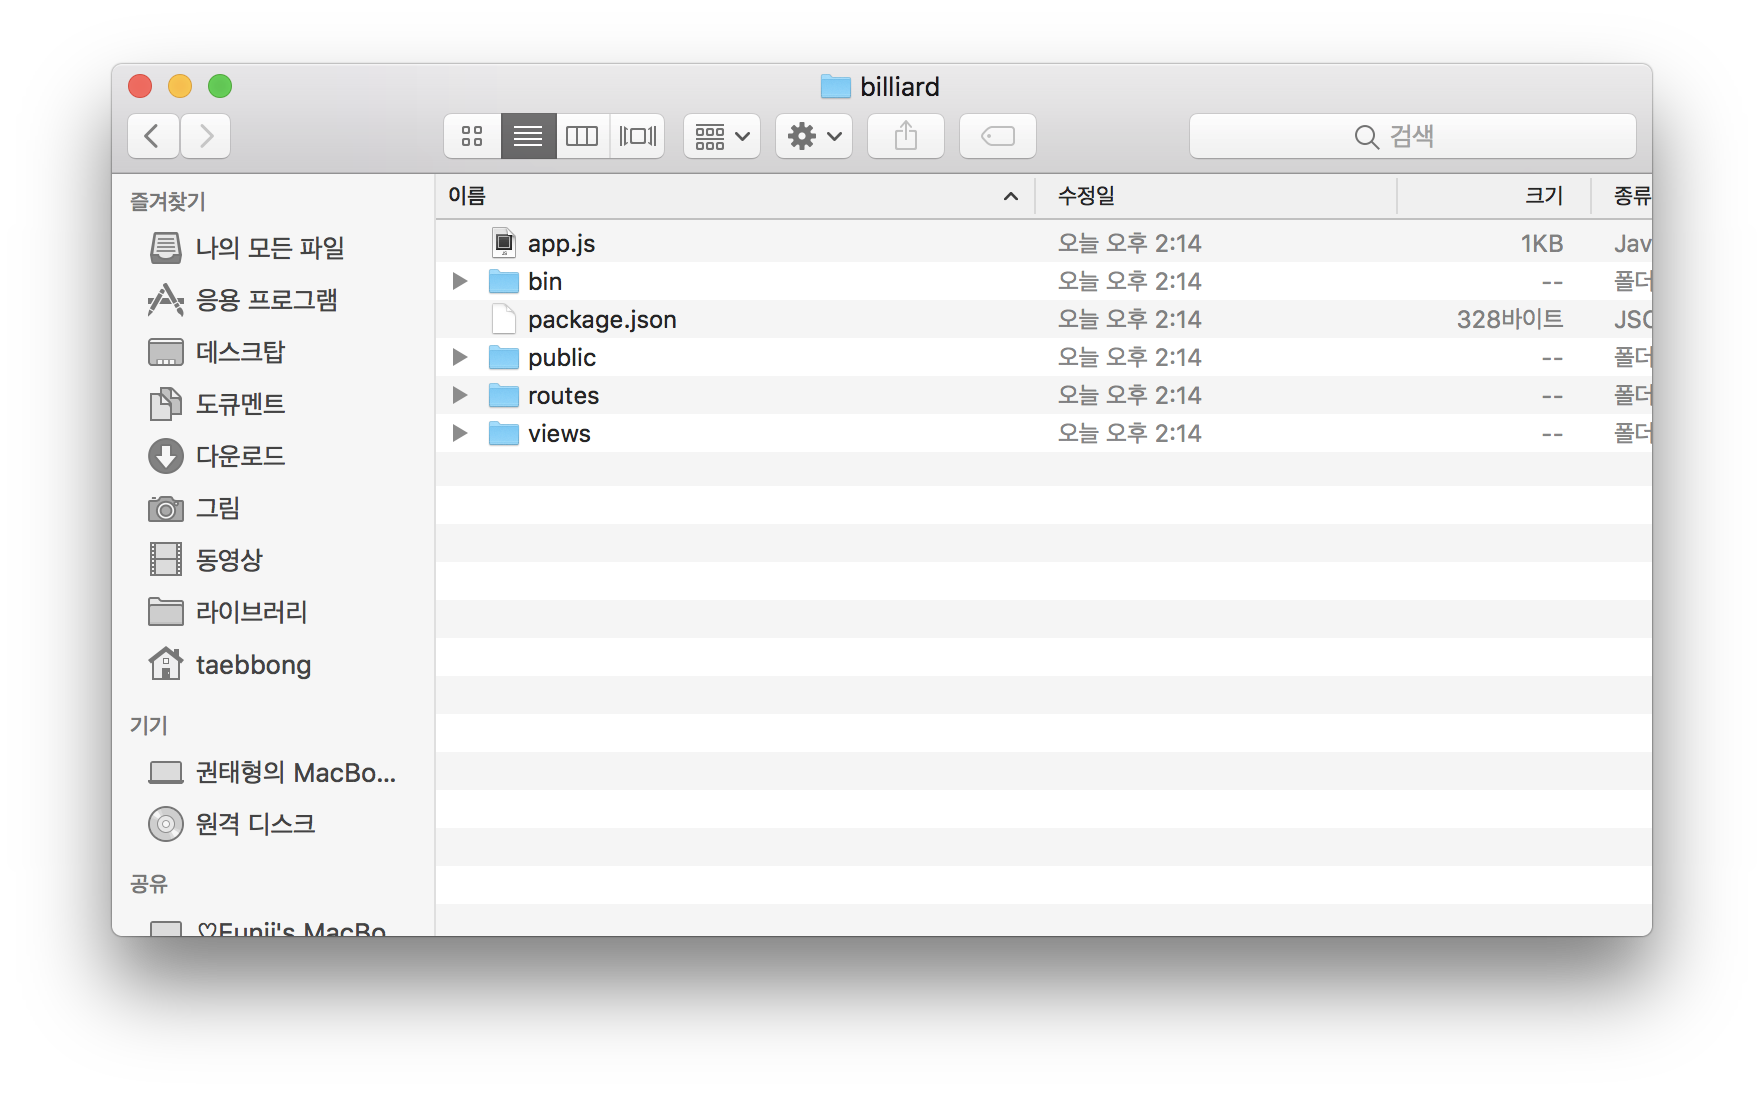 billiard
검색
즐겨찾기
나의 모든 파일
응용 프로그램
데스크탑
도큐멘트
다운로드
그림
동영상
라이브러리
taebbong
기기
권태형의 MacBo...
원격 디스크
공유
♡Eunji's MacBo
이름 수정일 크기 종류
app.js 오늘 오후 2:14 1KB Jav
bin 오늘 오후 2:14 -- 폴더
package.json 오늘 오후 2:14 328바이트 JSO
public 오늘 오후 2:14 -- 폴더
routes 오늘 오후 2:14 -- 폴더
views 오늘 오후 2:14 -- 폴더